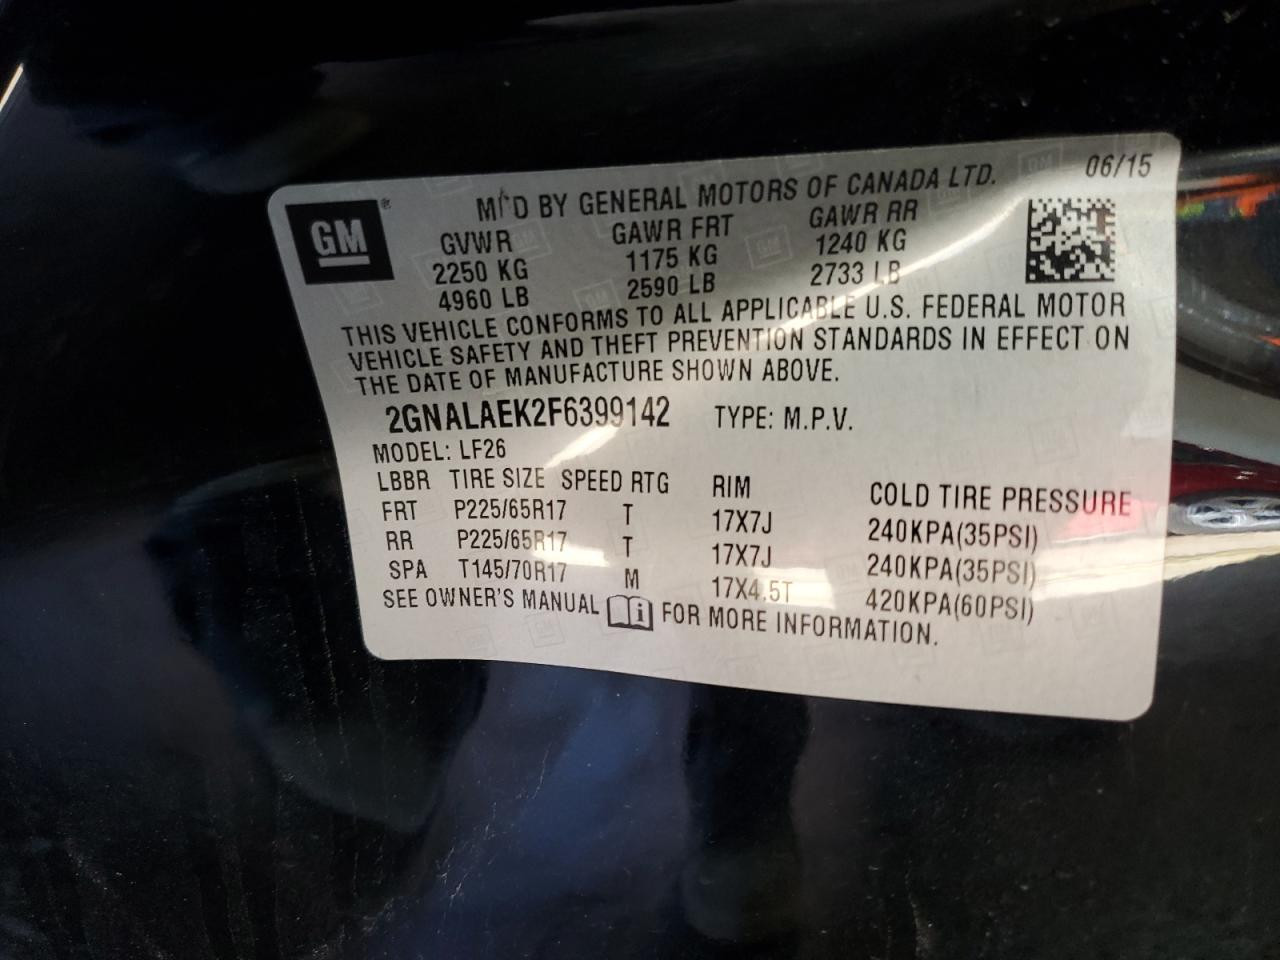 GM®
MFD BY GENERAL MOTORS OF CANADA LTD. 06/15
GVWR GAWR FRT GAWR RR
2250 KG 1175 KG 1240 KG
4960 LB 2590 LB 2733 LB
THIS VEHICLE CONFORMS TO ALL APPLICABLE U.S. FEDERAL MOTOR
VEHICLE SAFETY AND THEFT PREVENTION STANDARDS IN EFFECT ON
THE DATE OF MANUFACTURE SHOWN ABOVE.
2GNALAEK2F6399142 TYPE: M.P.V.
MODEL: LF26
LBBR TIRE SIZE SPEED RTG RIM COLD TIRE PRESSURE
FRT P225/65R17 T 17X7J 240KPA(35PSI)
RR P225/65R17 T 17X7J 240KPA(35PSI)
SPA T145/70R17 M 17X4.5T 420KPA(60PSI)
SEE OWNER'S MANUAL i FOR MORE INFORMATION.